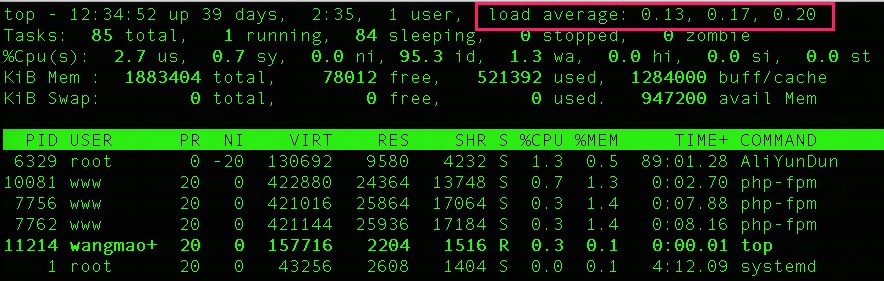 top - 12:34:52 up 39 days,  2:35,  1 user,  load average: 0.13, 0.17, 0.20
Tasks:  85 total,   1 running,  84 sleeping,   0 stopped,   0 zombie
%Cpu(s):  2.7 us,  0.7 sy,  0.0 ni, 95.3 id,  1.3 wa,  0.0 hi,  0.0 si,  0.0 st
KiB Mem :  1883404 total,    78012 free,   521392 used,  1284000 buff/cache
KiB Swap:        0 total,        0 free,        0 used.   947200 avail Mem
  PID USER      PR  NI    VIRT    RES    SHR S %CPU %MEM     TIME+ COMMAND
 6329 root       0 -20  130692   9580   4232 S  1.3  0.5  89:01.28 AliYunDun
10081 www       20   0  422880  24364  13748 S  0.7  1.3   0:02.70 php-fpm
 7756 www       20   0  421016  25864  17064 S  0.3  1.4   0:07.88 php-fpm
 7762 www       20   0  421144  25936  17184 S  0.3  1.4   0:08.16 php-fpm
11214 wangmao+  20   0  157716   2204   1516 R  0.3  0.1   0:00.01 top
    1 root      20   0   43256   2608   1404 S  0.0  0.1   4:12.09 systemd